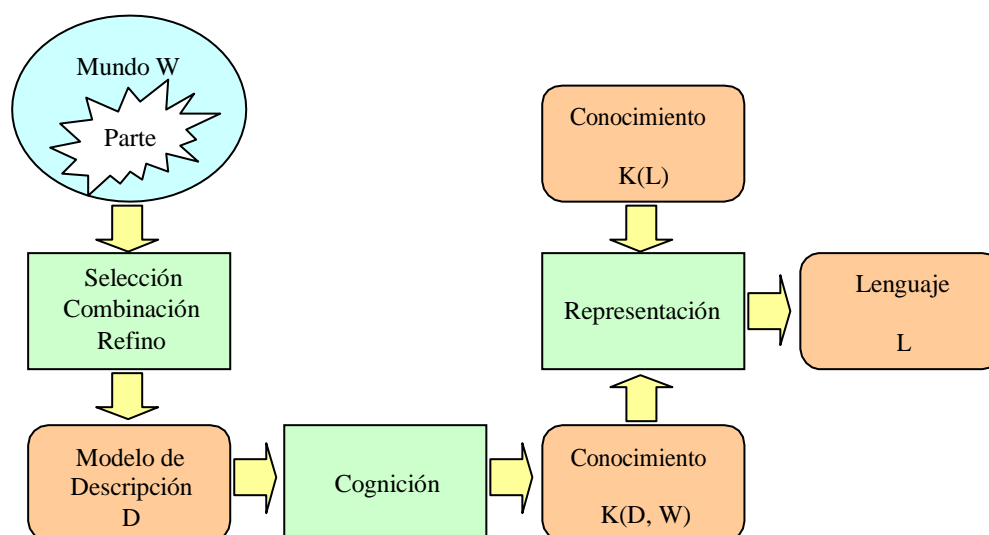 Mundo W
Parte
Selección
Combinación
Refino
Modelo de
Descripción
D
Cognición
Conocimiento
K(D, W)
Conocimiento
K(L)
Representación
Lenguaje
L